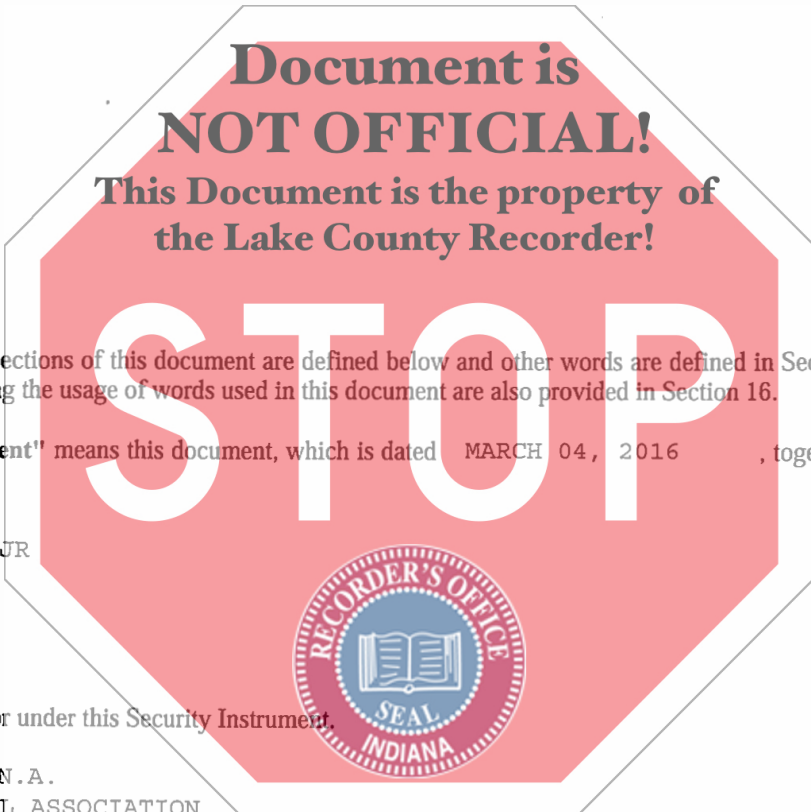 Document is
NOT OFFICIAL!
This Document is the property of
the Lake County Recorder!
STOP
ections of this document are defined below and other words are defined in Sec
g the usage of words used in this document are also provided in Section 16.
ent" means this document, which is dated MARCH 04, 2016 , toge
JR
RECORDER'S OFFICE
SEAL
INDIANA
r under this Security Instrument.
N.A.
L ASSOCIATION